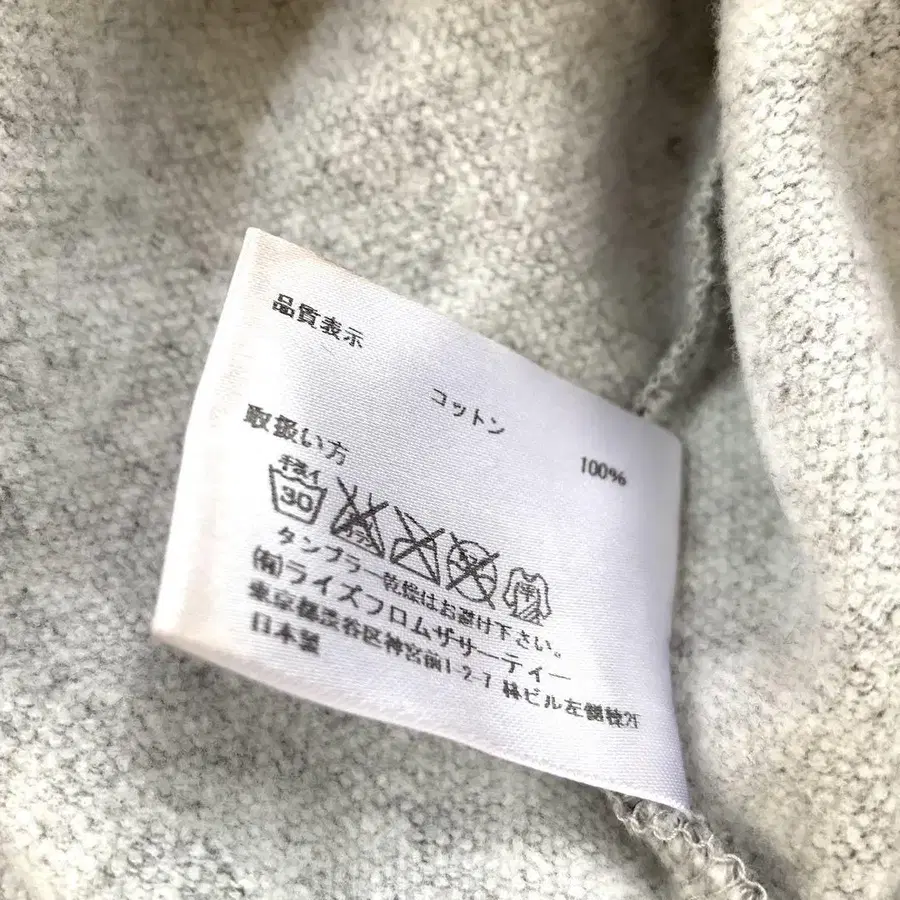 品質表示
コットン 100%
取扱い方
手洗イ
30
タンブラー乾燥はお避け下さい。
(有)ライズフロムザサーティー
東京都渋谷区神宮前1-2-7 林ビル左側棟2F
日本製